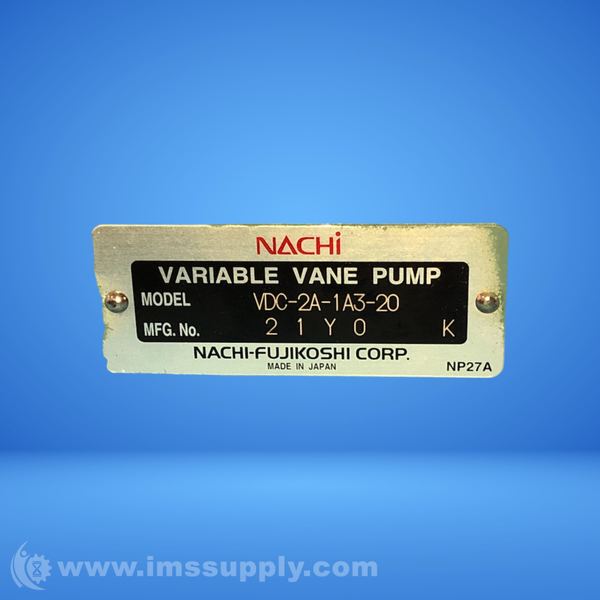 NACHi
VARIABLE VANE PUMP
MODEL VDC-2A-1A3-20
MFG. No. 21Y0 K
NACHI-FUJIKOSHI CORP.
MADE IN JAPAN
NP27A
www.imssupply.com